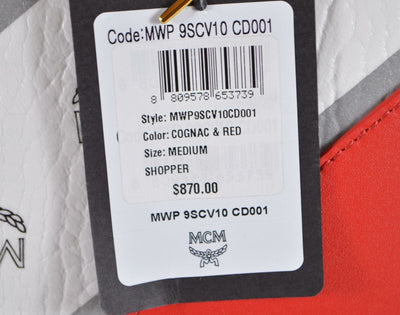 Code:MWP 9SCV10 CD001
8 809578 653739
Style: MWP9SCV10CD001
Color: COGNAC & RED
Size: MEDIUM
SHOPPER
$870.00
MWP 9SCV10 CD001
MCM